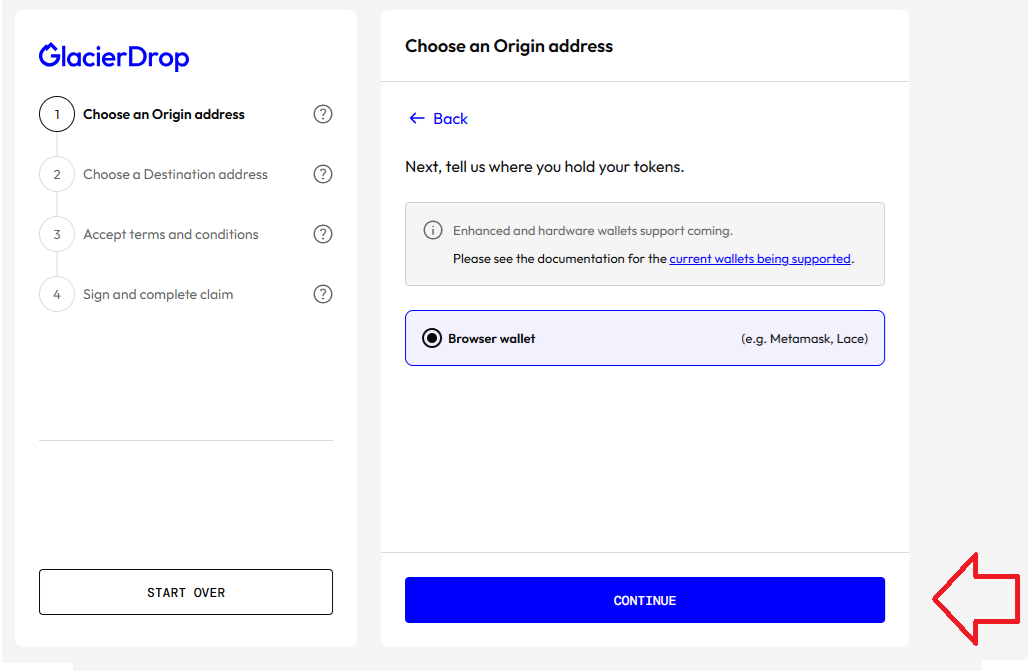 GlacierDrop
1 Choose an Origin address ?
2 Choose a Destination address ?
3 Accept terms and conditions ?
4 Sign and complete claim ?
START OVER
Choose an Origin address
← Back
Next, tell us where you hold your tokens.
i Enhanced and hardware wallets support coming.
Please see the documentation for the current wallets being supported.
Browser wallet (e.g. Metamask, Lace)
CONTINUE